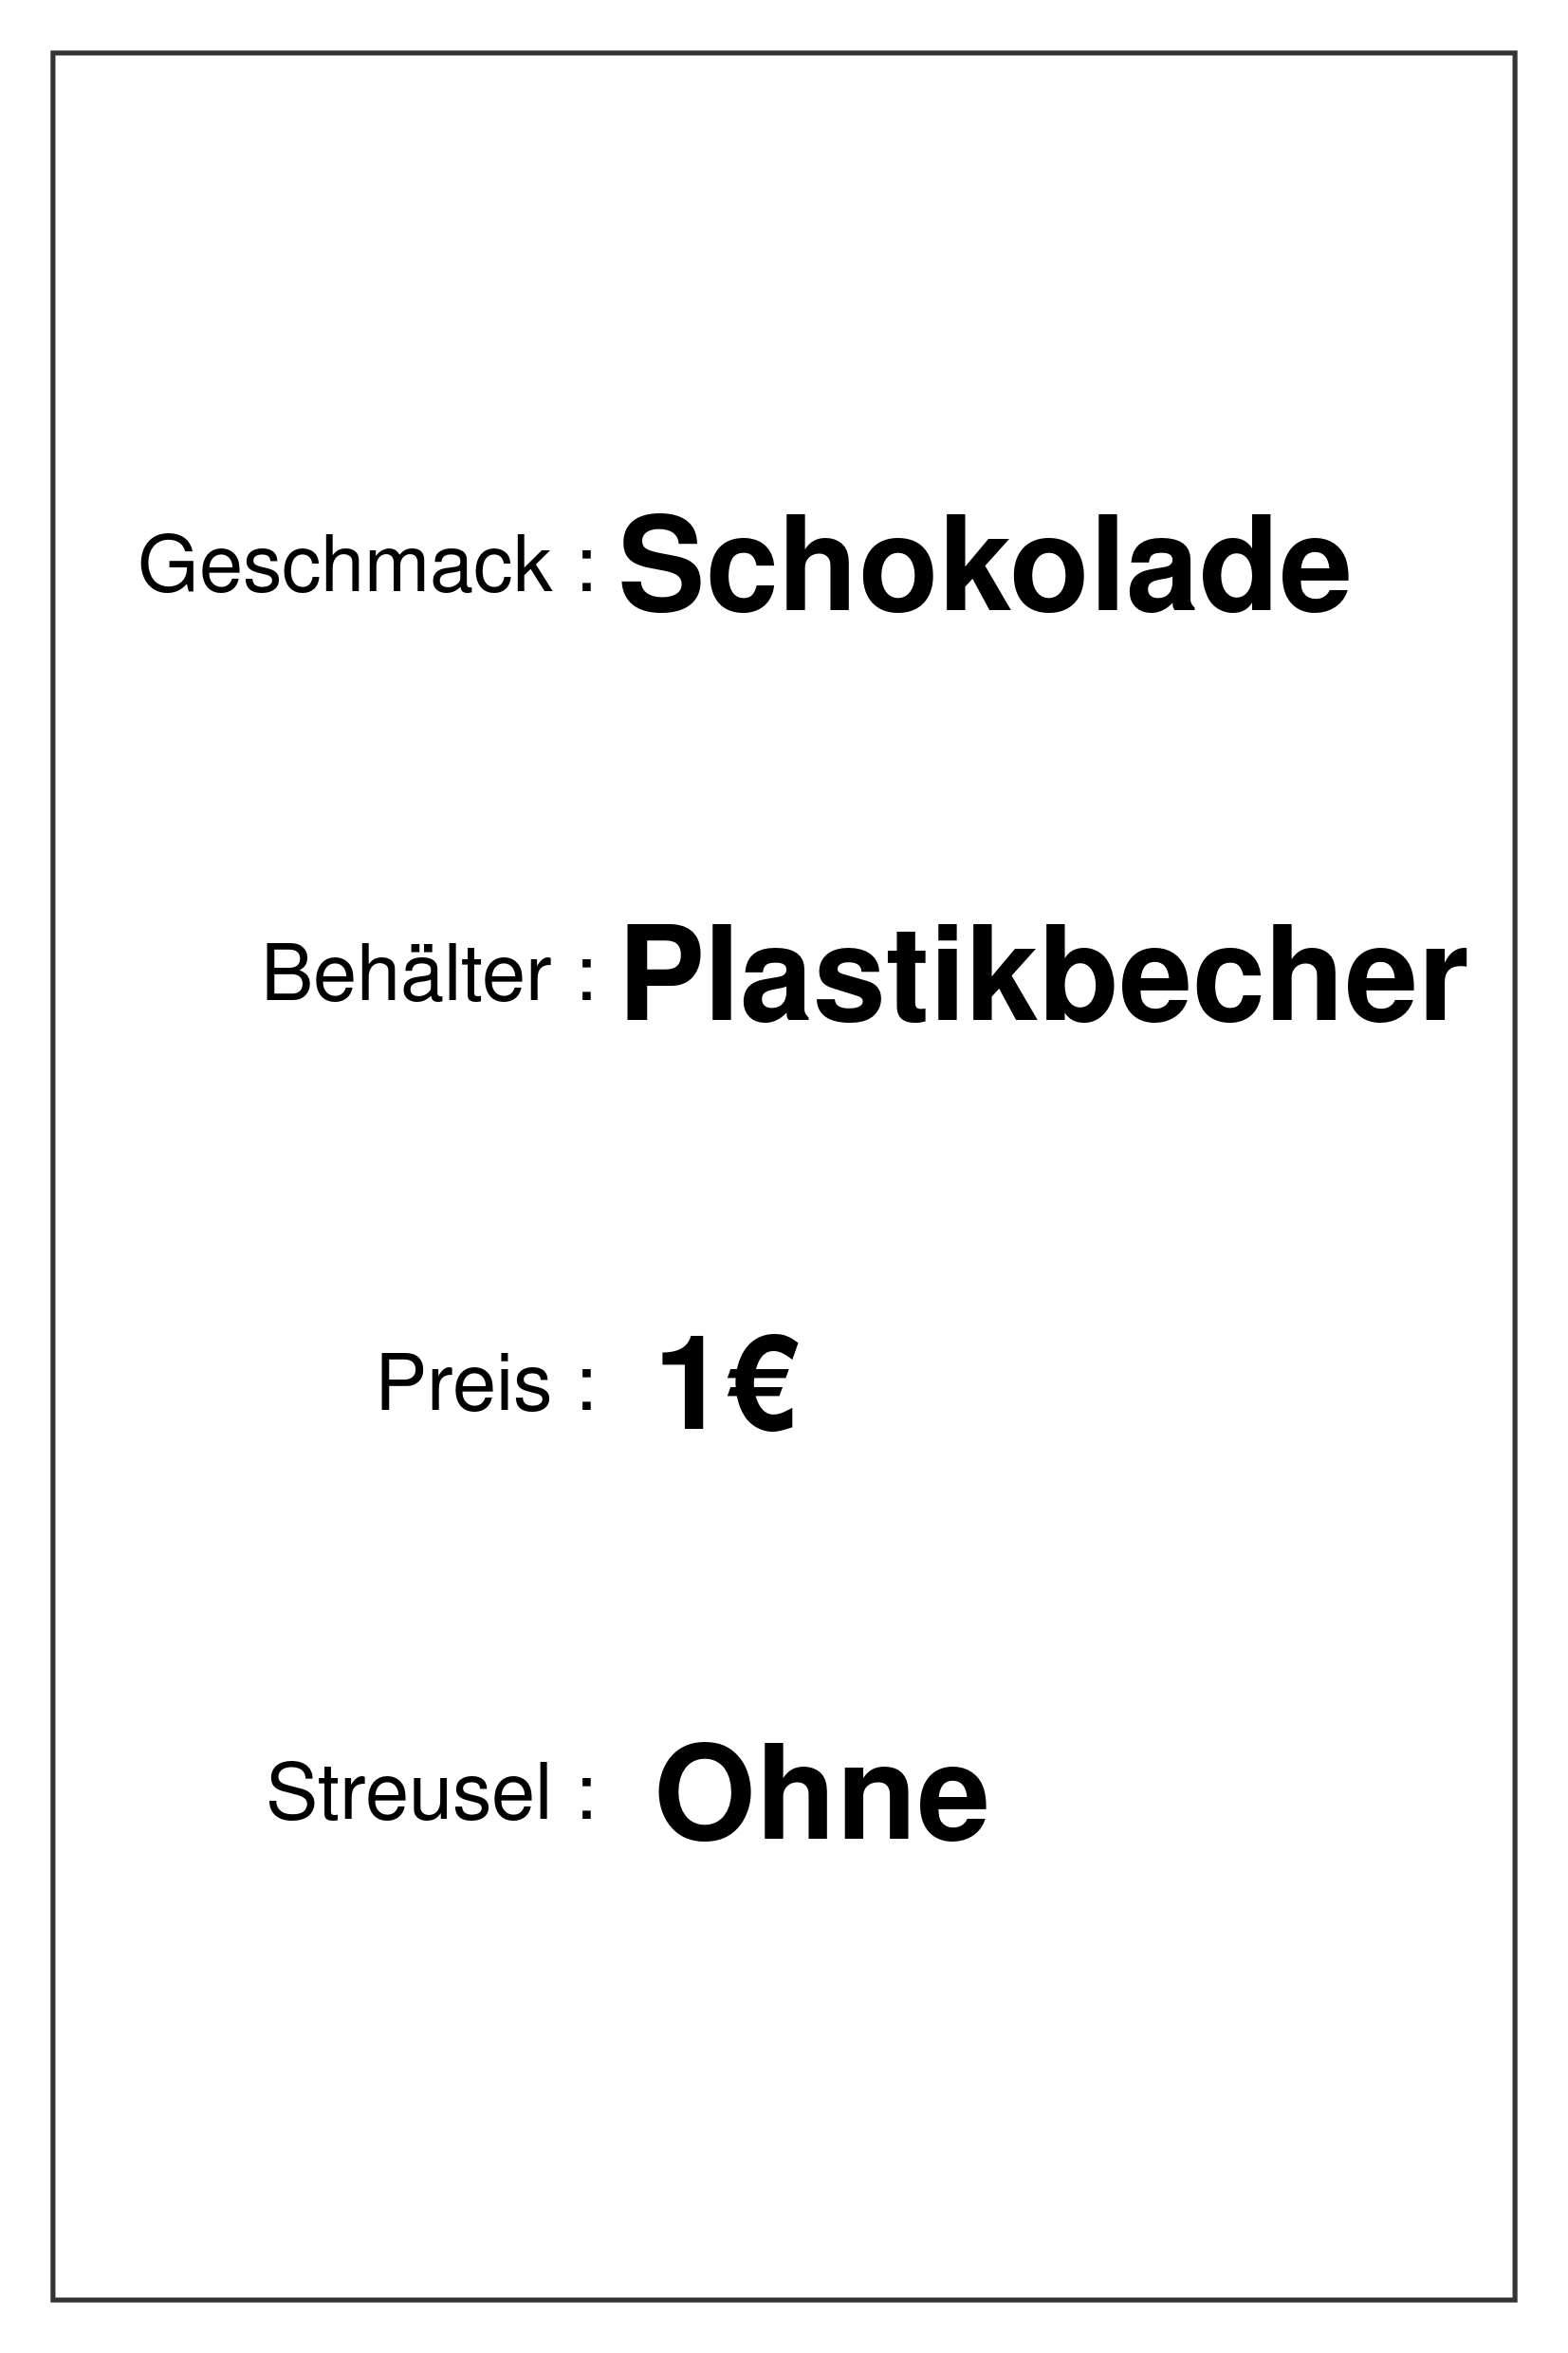 Geschmack : Schokolade
Behälter : Plastikbecher
Preis : 1€
Streusel : Ohne